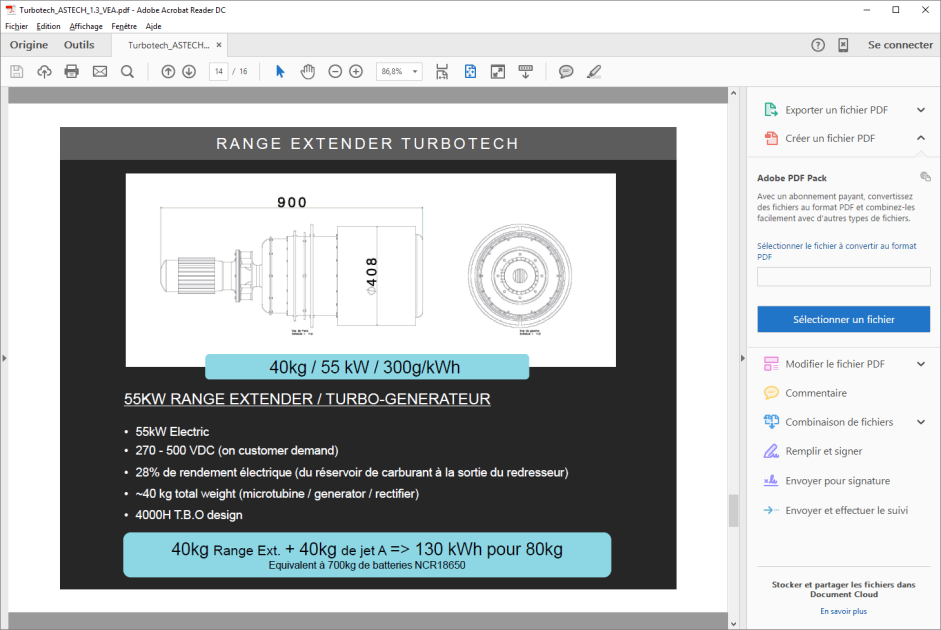 Turbotech_ASTECH_1.3_VEA.pdf - Adobe Acrobat Reader DC
Fichier Edition Affichage Fenêtre Aide
Origine Outils Turbotech_ASTECH... × Se connecter
14 / 16 86,8%
RANGE EXTENDER TURBOTECH
900
408
40kg / 55 kW / 300g/kWh
55KW RANGE EXTENDER / TURBO-GENERATEUR
• 55kW Electric
• 270 - 500 VDC (on customer demand)
• 28% de rendement électrique (du réservoir de carburant à la sortie du redresseur)
• ~40 kg total weight (microtubine / generator / rectifier)
• 4000H T.B.O design
40kg Range Ext. + 40kg de jet A => 130 kWh pour 80kg
Equivalent à 700kg de batteries NCR18650
Exporter un fichier PDF
Créer un fichier PDF
Adobe PDF Pack
Avec un abonnement payant, convertissez
des fichiers au format PDF et combinez-les
facilement avec d'autres types de fichiers.
Sélectionner le fichier à convertir au format
PDF
Sélectionner un fichier
Modifier le fichier PDF
Commentaire
Combinaison de fichiers
Remplir et signer
Envoyer pour signature
Envoyer et effectuer le suivi
Stocker et partager les fichiers dans
Document Cloud
En savoir plus